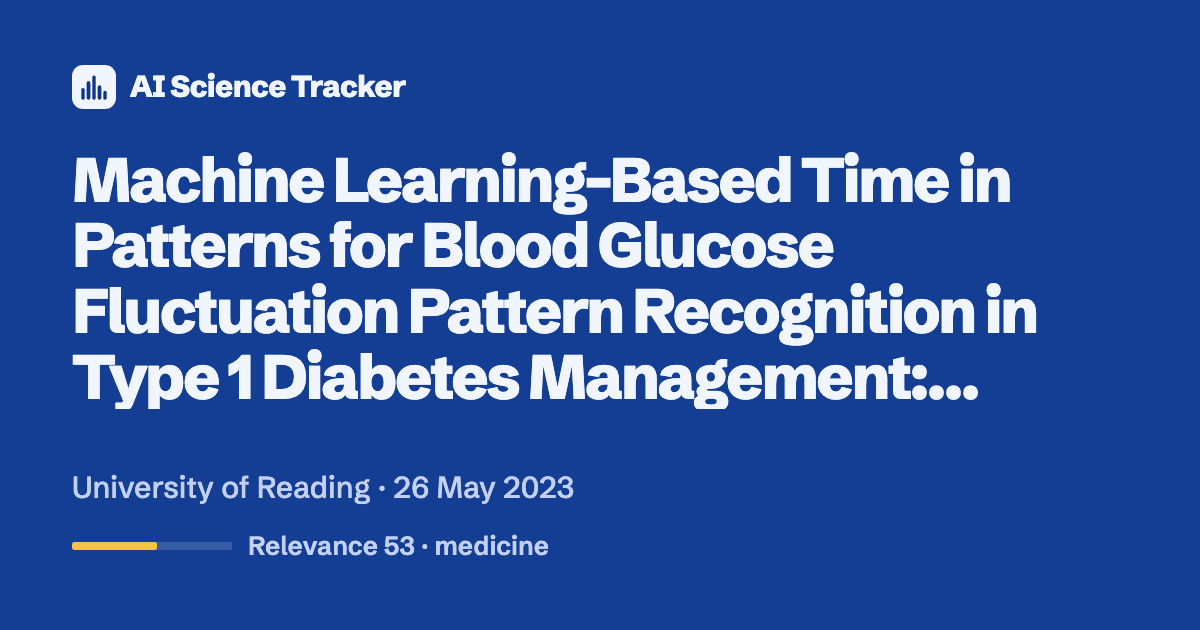 AI Science Tracker
Machine Learning-Based Time in
Patterns for Blood Glucose
Fluctuation Pattern Recognition in
Type 1 Diabetes Management:...
University of Reading · 26 May 2023
Relevance 53 · medicine